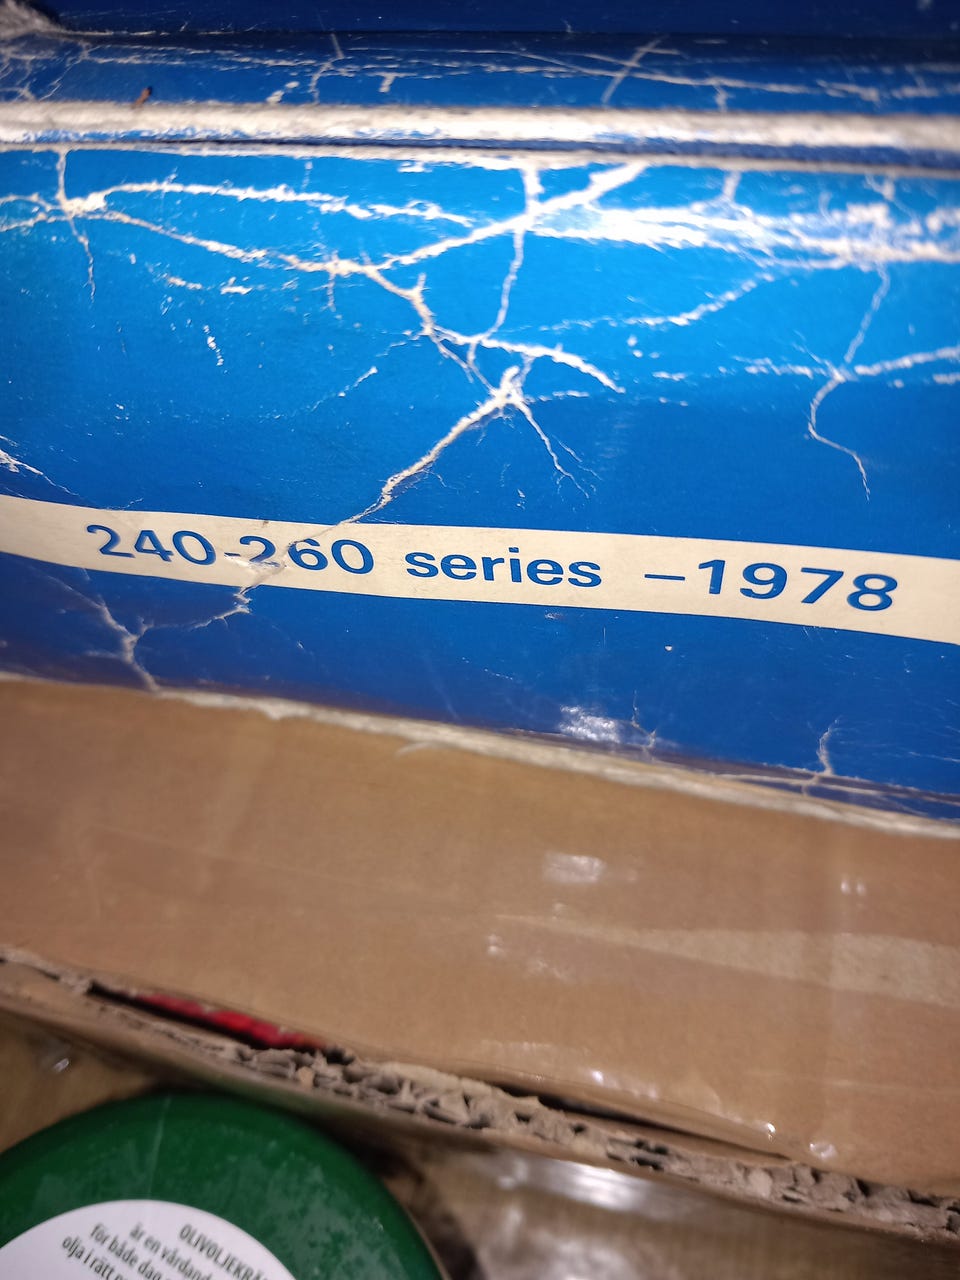 240-260 series –1978
OLIVOLJEKRÄ
är en vårdand
för både dag
olja i rätt